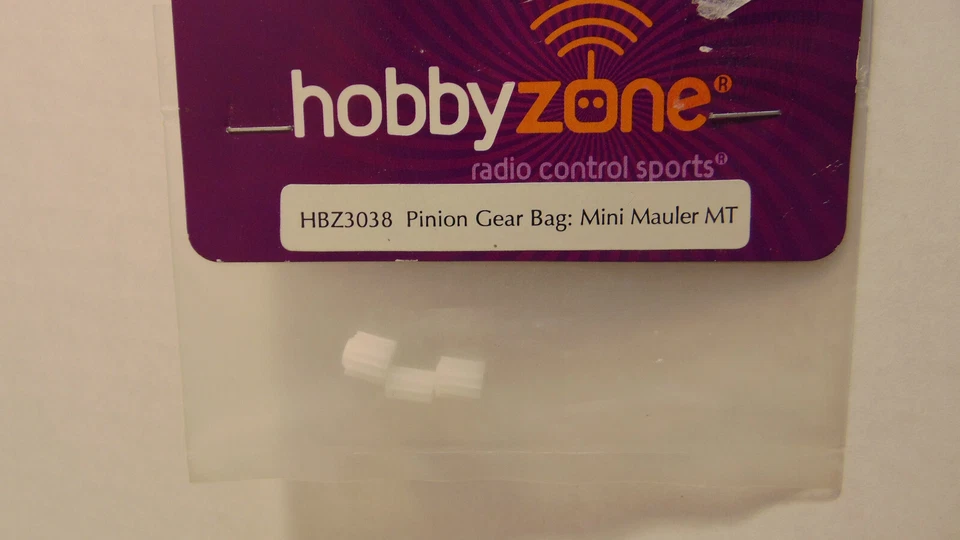 hobbyzone®
radio control sports®
HBZ3038 Pinion Gear Bag: Mini Mauler MT